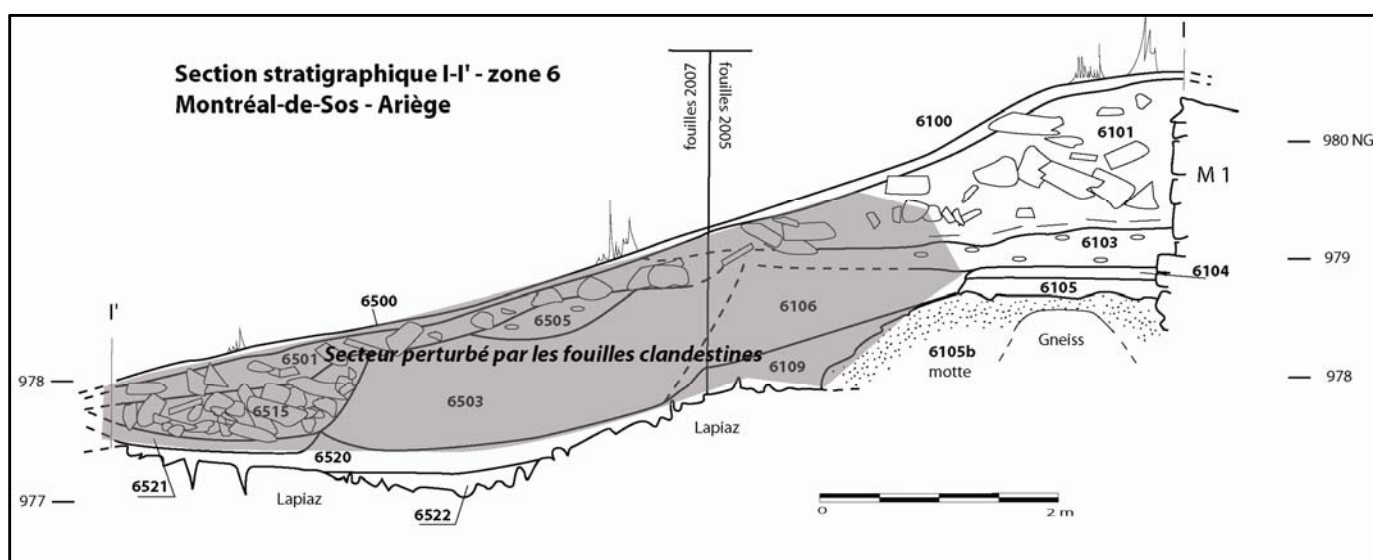 Section stratigraphique I-I' - zone 6
Montréal-de-Sos - Ariège
fouilles 2007
fouilles 2005
I
6100
6101
980 NG
M 1
6103
979
6104
6105
6106
6500
I'
6505
Gneiss
6501
Secteur perturbé par les fouilles clandestines
6105b
motte
978
978
6109
6503
6515
Lapiaz
6520
6521
Lapiaz
977
6522
0
2 m